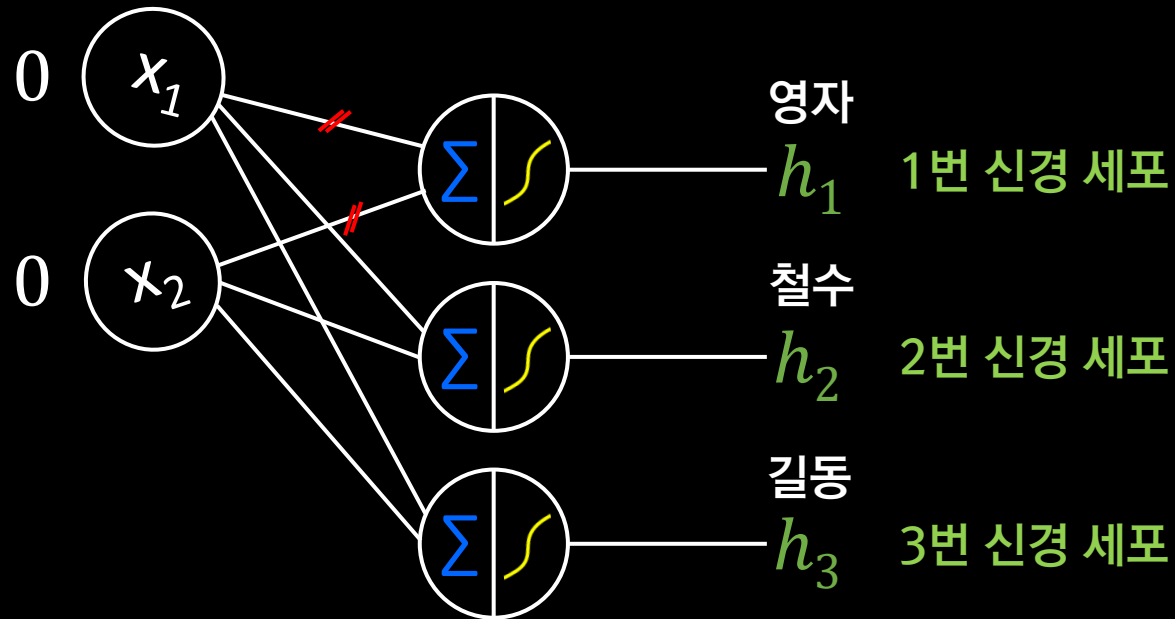 0 x₁
영자
∑ h₁ 1번 신경 세포
0 x₂
철수
∑ h₂ 2번 신경 세포
길동
∑ h₃ 3번 신경 세포